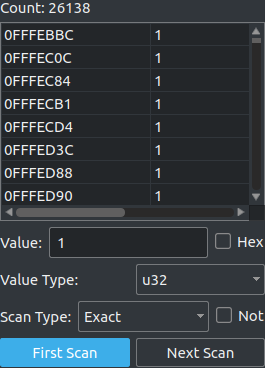 Count: 26138
0FFFEBBC 1
0FFFEC0C 1
0FFFEC84 1
0FFFECB1 1
0FFFECD4 1
0FFFED3C 1
0FFFED88 1
0FFFED90 1
Value: 1 Hex
Value Type: u32
Scan Type: Exact Not
First Scan Next Scan